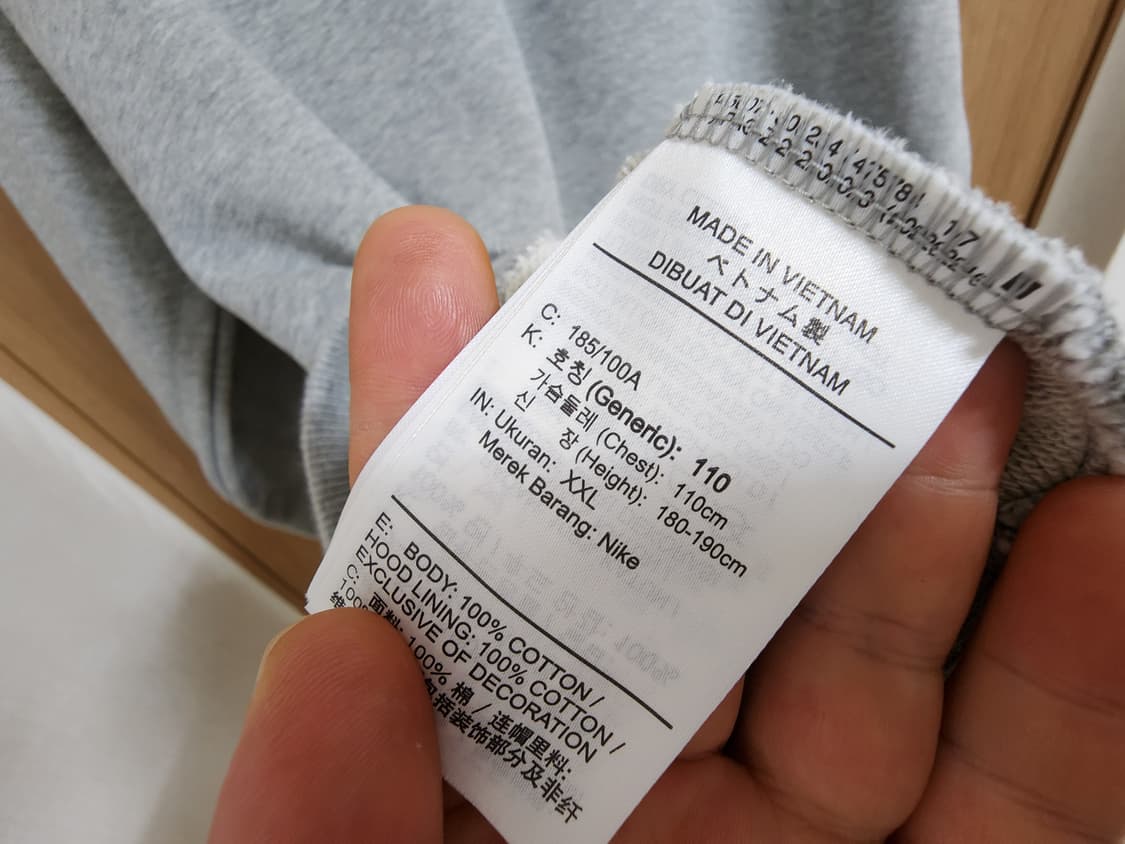 MADE IN VIETNAM
ベトナム製
DIBUAT DI VIETNAM
C: 185/100A
K: 호칭 (Generic): 110
가슴둘레 (Chest): 110cm
신 장 (Height): 180-190cm
IN: Ukuran: XXL
Merek Barang: Nike
E: BODY: 100% COTTON /
HOOD LINING: 100% COTTON /
EXCLUSIVE OF DECORATION
C: 面料: 100% 棉 / 连帽里料:
括装饰部分及非纤